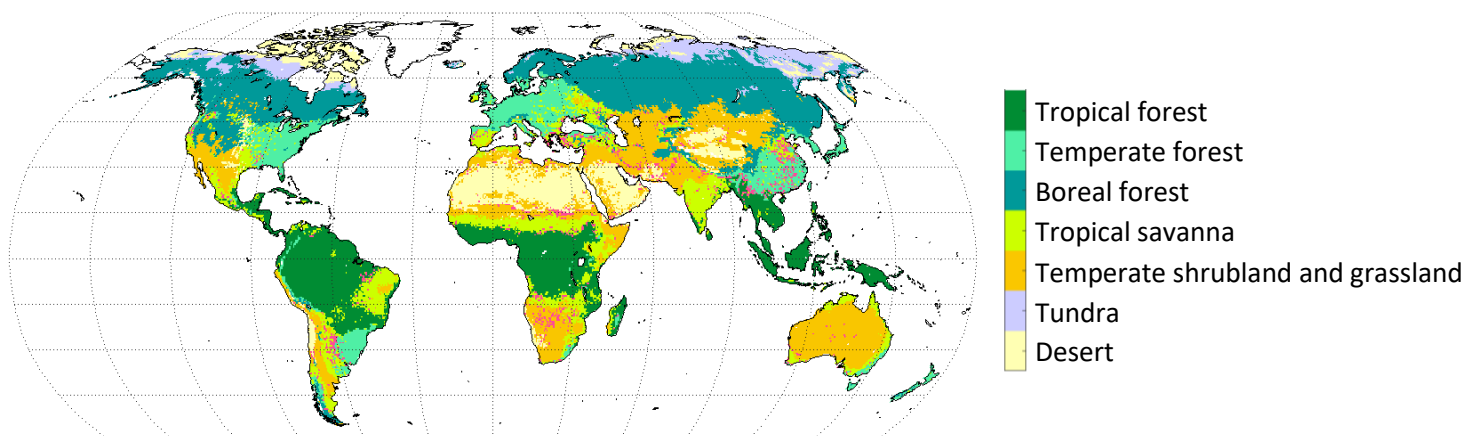 Tropical forest
Temperate forest
Boreal forest
Tropical savanna
Temperate shrubland and grassland
Tundra
Desert